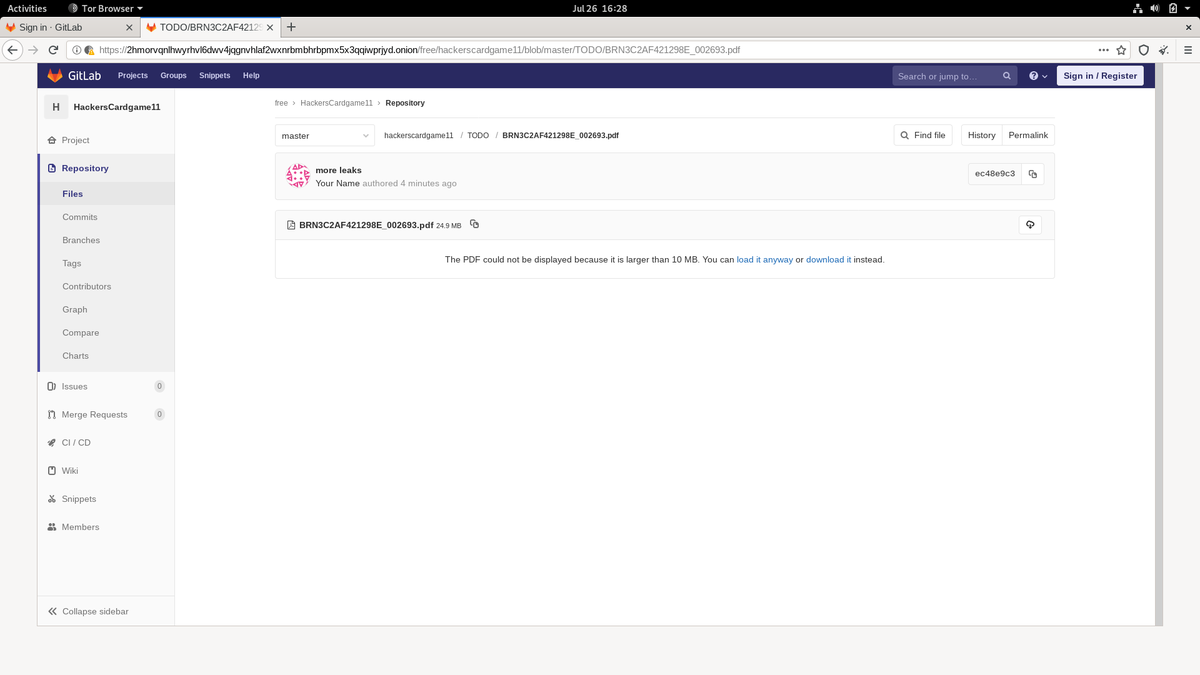 Activities Tor Browser Jul 26 16:28
Sign in · GitLab TODO/BRN3C2AF42129
https://2hmorvqnlhwyrhvl6dwv4jqgnvhlaf2wxnrbmbhrbpmx5x3qqiwprjyd.onion/free/hackerscardgame11/blob/master/TODO/BRN3C2AF421298E_002693.pdf
GitLab Projects Groups Snippets Help Search or jump to… Sign in / Register
H HackersCardgame11
Project
Repository
Files
Commits
Branches
Tags
Contributors
Graph
Compare
Charts
Issues 0
Merge Requests 0
CI / CD
Wiki
Snippets
Members
Collapse sidebar
free › HackersCardgame11 › Repository
master hackerscardgame11 / TODO / BRN3C2AF421298E_002693.pdf Find file History Permalink
more leaks
Your Name authored 4 minutes ago
ec48e9c3
BRN3C2AF421298E_002693.pdf 24.9 MB
The PDF could not be displayed because it is larger than 10 MB. You can load it anyway or download it instead.